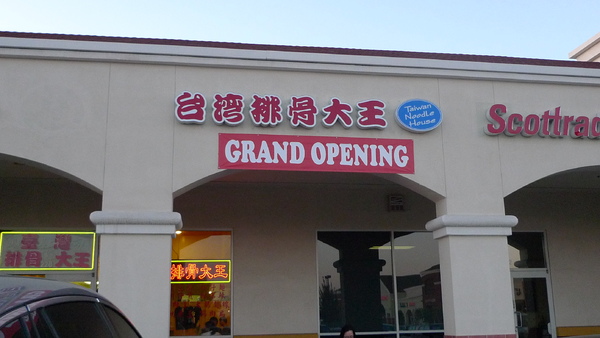 台湾排骨大王
Taiwan
Noodle
House
Scottra
GRAND OPENING
台湾
排骨大王
排骨大王